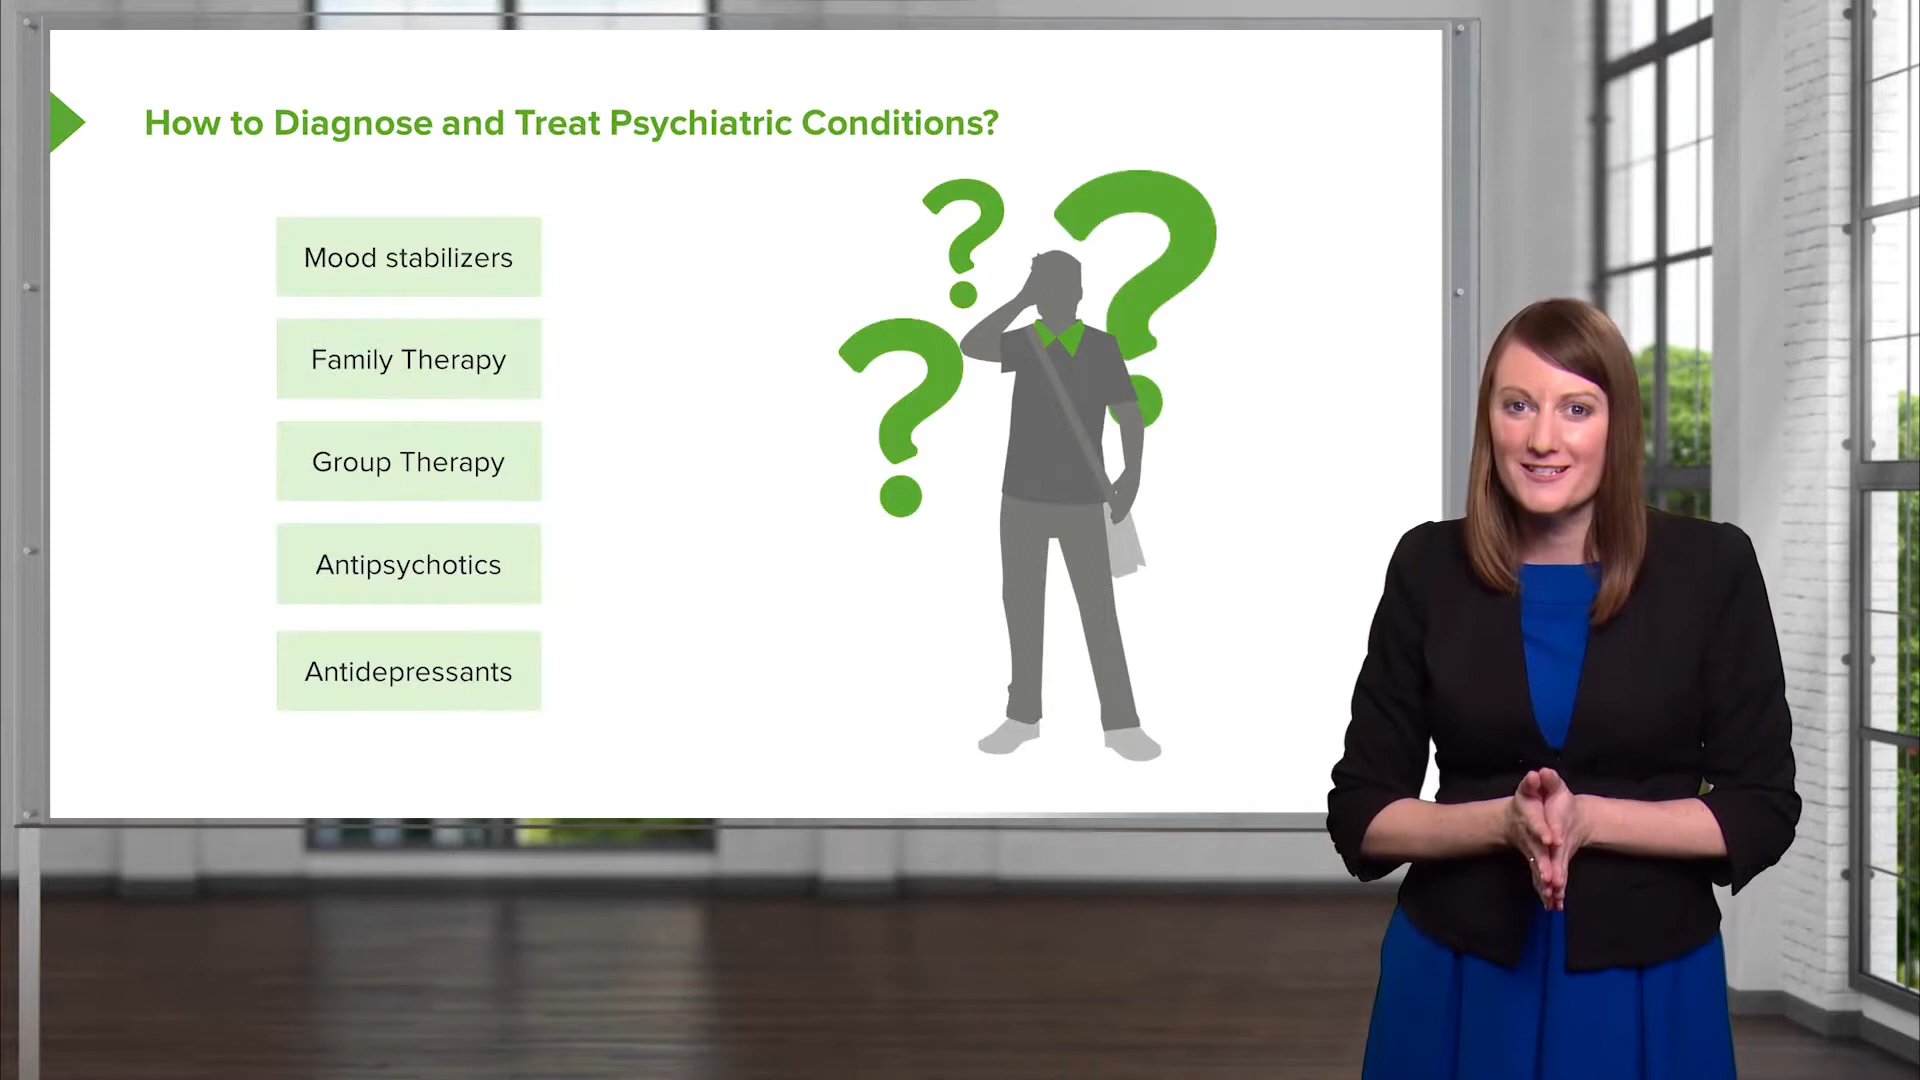 How to Diagnose and Treat Psychiatric Conditions?
Mood stabilizers
Family Therapy
Group Therapy
Antipsychotics
Antidepressants